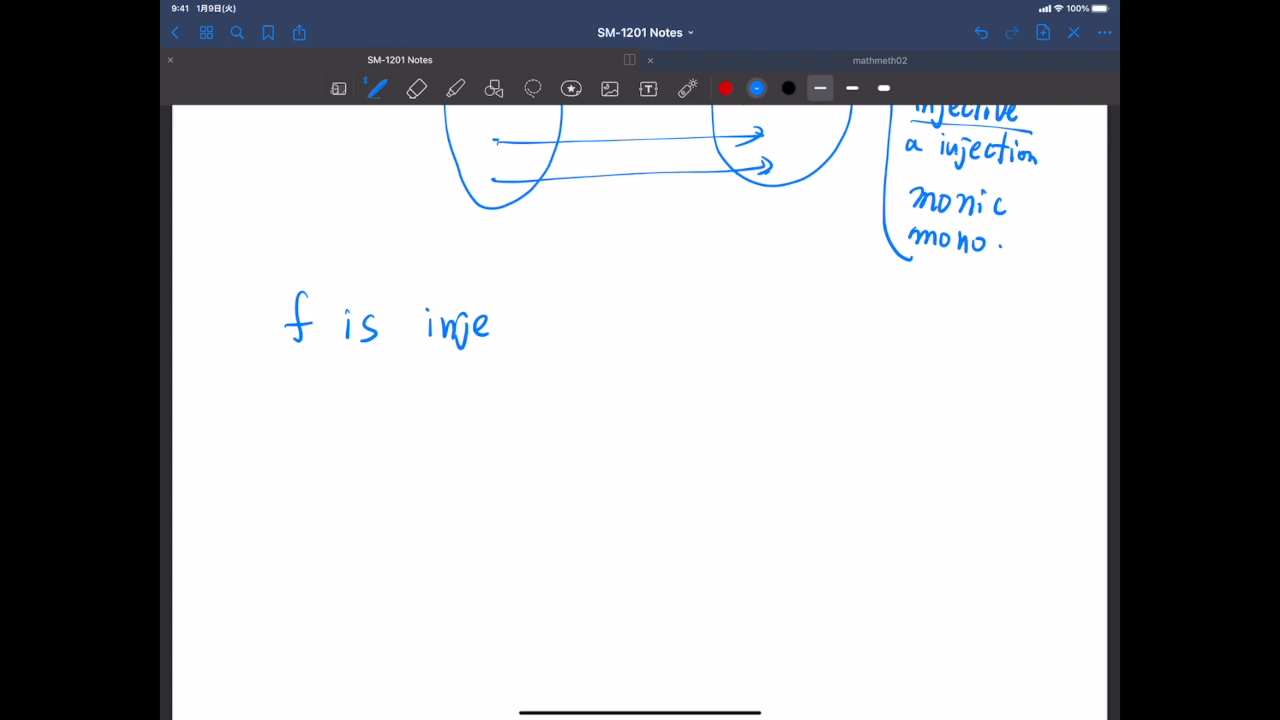 9:41 1月9日(火) 100%
SM-1201 Notes
SM-1201 Notes mathmeth02
injective
a injection
monic
mono.
f is inje